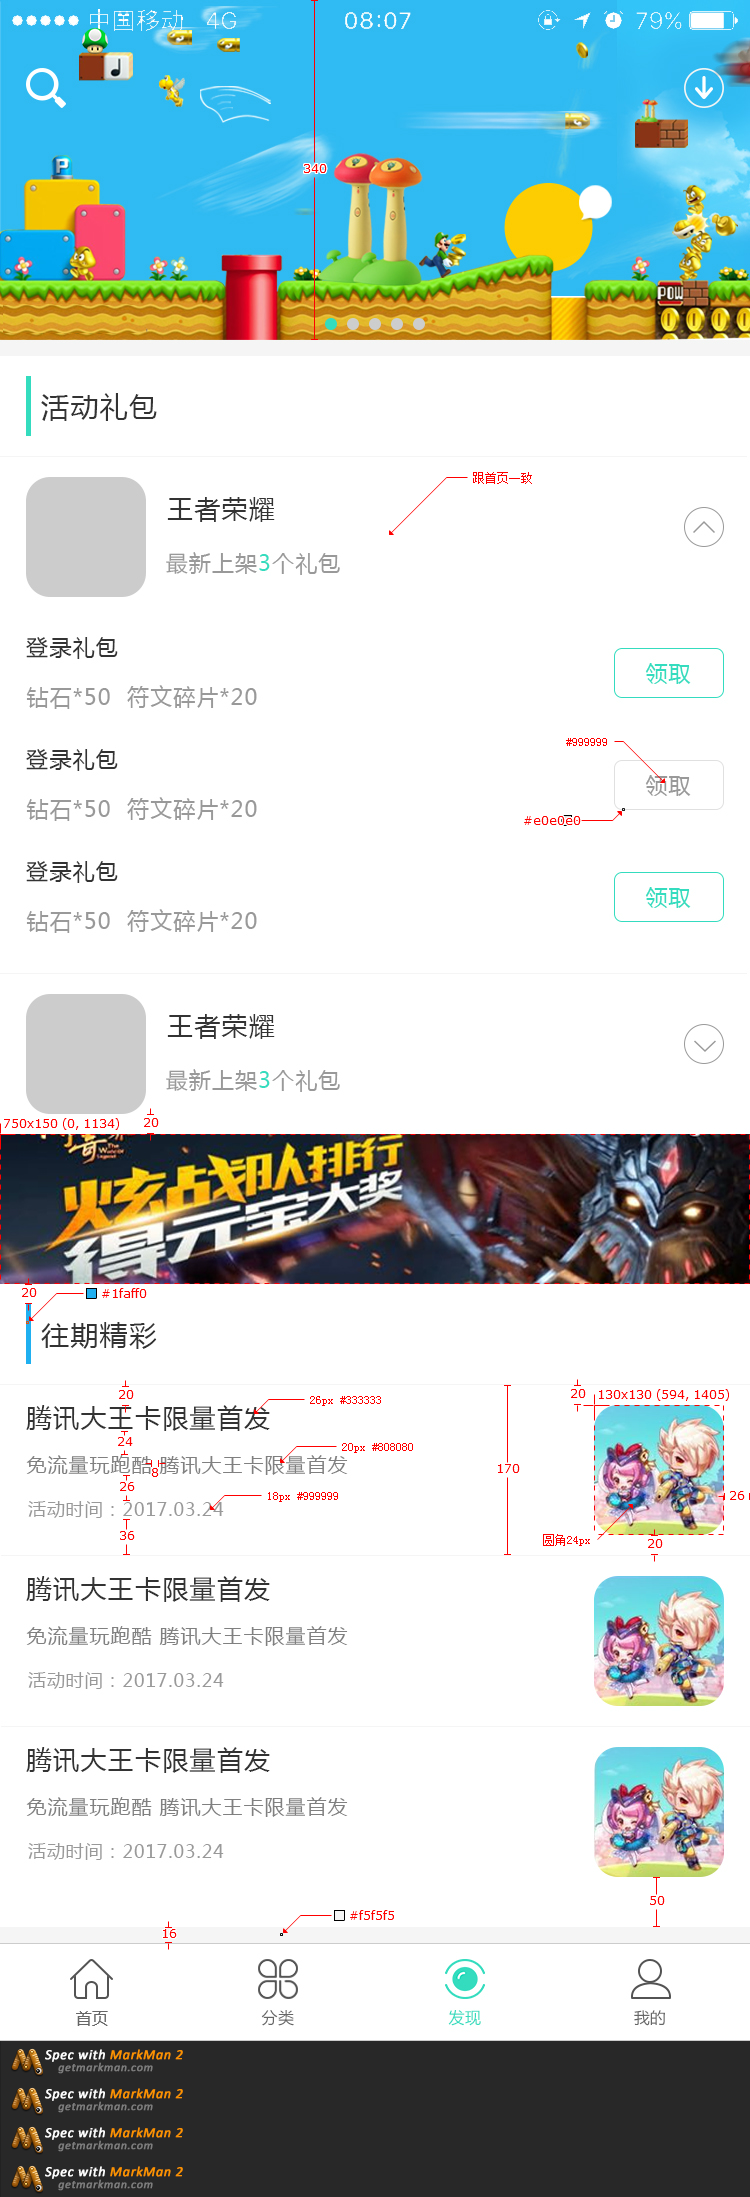 中国移动 4G 08:07 79%
340
P
POW
活动礼包
跟首页一致
王者荣耀
最新上架3个礼包
登录礼包
领取
钻石*50 符文碎片*20
#999999
登录礼包
领取
钻石*50 符文碎片*20
#e0e0e0
登录礼包
领取
钻石*50 符文碎片*20
王者荣耀
最新上架3个礼包
750x150 (0, 1134)
20
The World Of Legend
炫战队排行
得元宝大奖
20
#1faff0
往期精彩
20
20
130x130 (594, 1405)
26px #333333
腾讯大王卡限量首发
24
20px #808080
免流量玩跑酷 腾讯大王卡限量首发
8
170
26
18px #999999
26
活动时间：2017.03.24
36
圆角24px
20
腾讯大王卡限量首发
免流量玩跑酷 腾讯大王卡限量首发
活动时间：2017.03.24
腾讯大王卡限量首发
免流量玩跑酷 腾讯大王卡限量首发
活动时间：2017.03.24
50
#f5f5f5
16
首页 分类 发现 我的
Spec with MarkMan 2
getmarkman.com
Spec with MarkMan 2
getmarkman.com
Spec with MarkMan 2
getmarkman.com
Spec with MarkMan 2
getmarkman.com